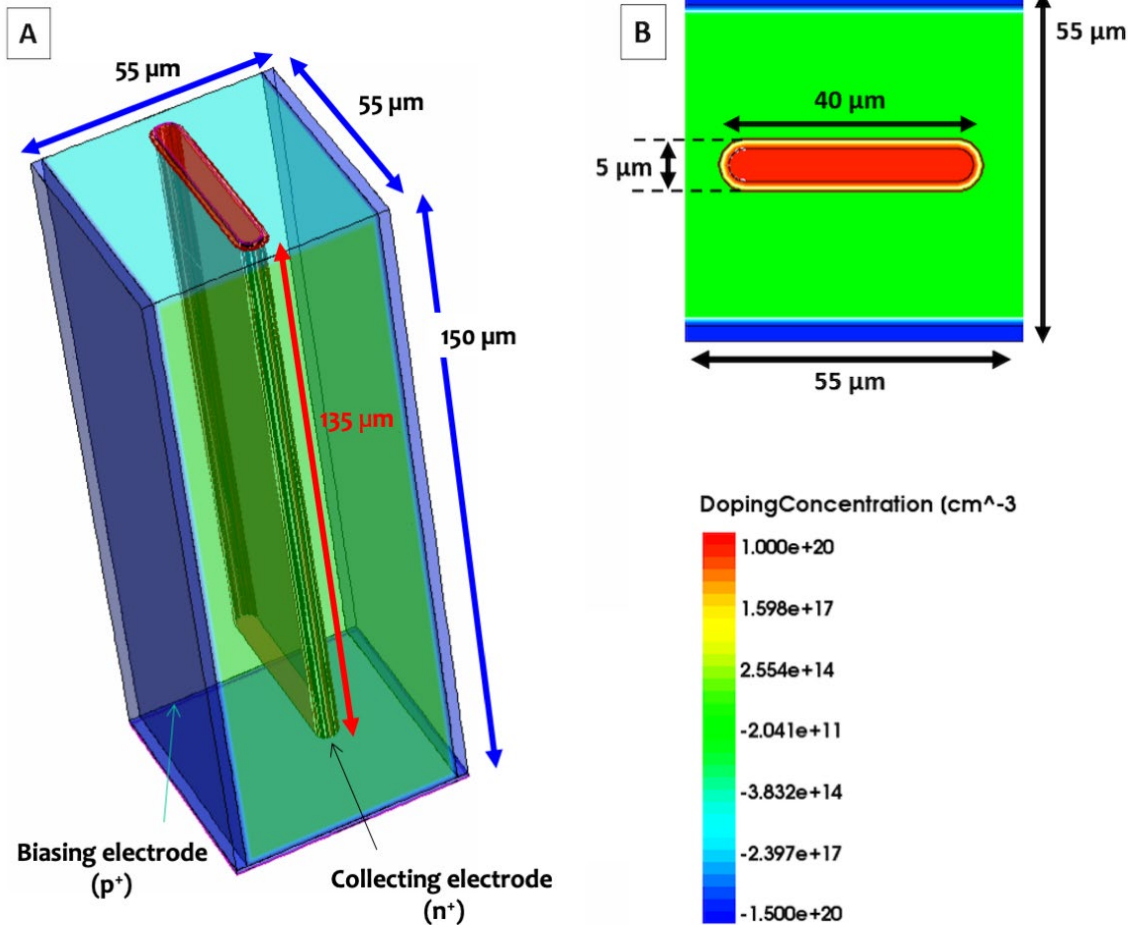 A
55 µm
55 µm
150 µm
135 µm
Biasing electrode
(p⁺)
Collecting electrode
(n⁺)
B
55 µm
40 µm
5 µm
55 µm
DopingConcentration (cm^-3
1.000e+20
1.598e+17
2.554e+14
-2.041e+11
-3.832e+14
-2.397e+17
-1.500e+20